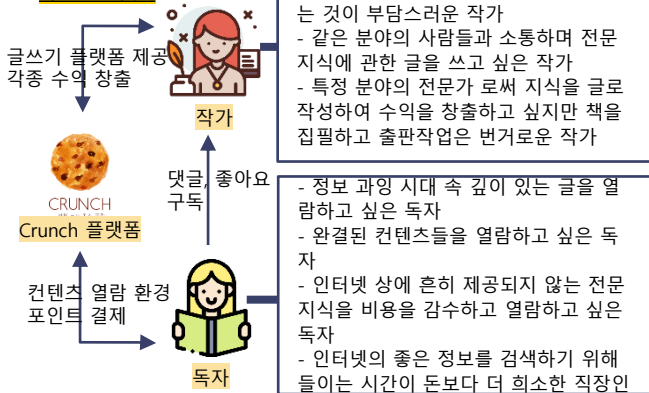 는 것이 부담스러운 작가
- 같은 분야의 사람들과 소통하며 전문
지식에 관한 글을 쓰고 싶은 작가
- 특정 분야의 전문가 로써 지식을 글로
작성하여 수익을 창출하고 싶지만 책을
집필하고 출판작업은 번거로운 작가
글쓰기 플랫폼 제공
각종 수익 창출
작가
댓글, 좋아요
구독
CRUNCH
Crunch 플랫폼
- 정보 과잉 시대 속 깊이 있는 글을 열
람하고 싶은 독자
- 완결된 컨텐츠들을 열람하고 싶은 독
자
- 인터넷 상에 흔히 제공되지 않는 전문
지식을 비용을 감수하고 열람하고 싶은
독자
- 인터넷의 좋은 정보를 검색하기 위해
들이는 시간이 돈보다 더 희소한 직장인
컨텐츠 열람 환경
포인트 결제
독자